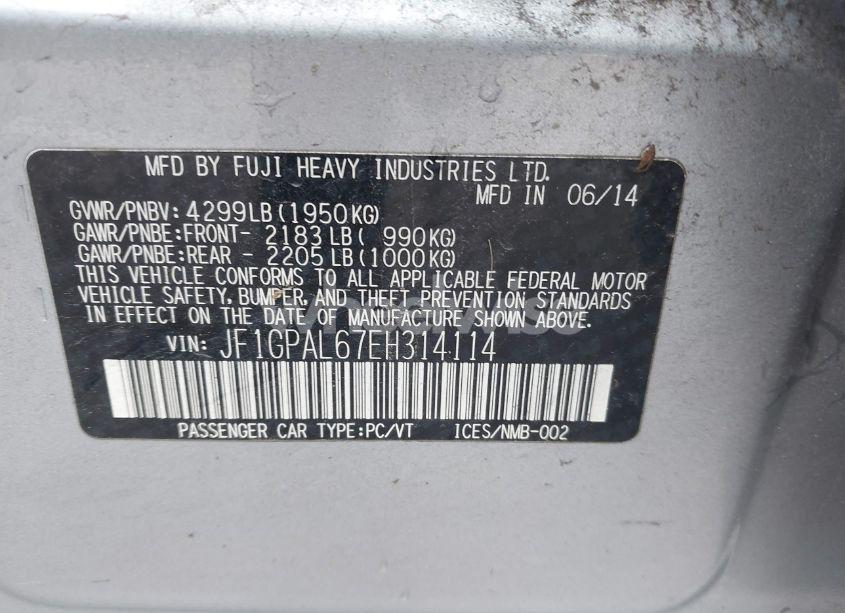 MFD BY FUJI HEAVY INDUSTRIES LTD.
MFD IN 06/14
GVWR/PNBV: 4299LB(1950KG)
GAWR/PNBE:FRONT- 2183LB( 990KG)
GAWR/PNBE:REAR - 2205LB(1000KG)
THIS VEHICLE CONFORMS TO ALL APPLICABLE FEDERAL MOTOR
VEHICLE SAFETY, BUMPER, AND THEFT PREVENTION STANDARDS
IN EFFECT ON THE DATE OF MANUFACTURE SHOWN ABOVE.
VIN: JF1GPAL67EH314114
PASSENGER CAR TYPE:PC/VT ICES/NMB-002